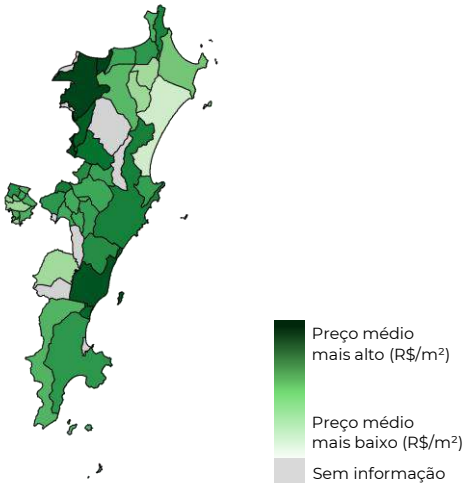 Preço médio
mais alto (R$/m²)
Preço médio
mais baixo (R$/m²)
Sem informação